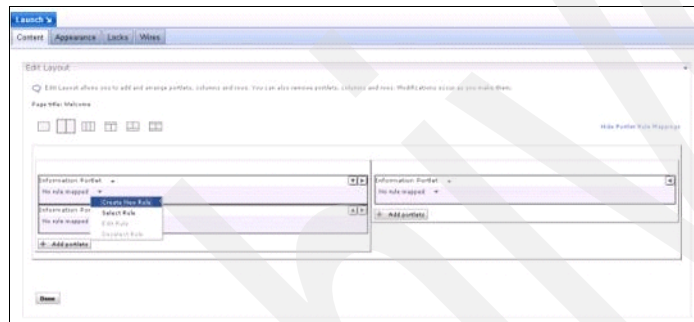 Launch
Content Appearance Locks Wires
Edit Layout
Edit Layout allows you to add and arrange portlets, columns and rows. You can also remove portlets, columns and rows. Modifications occur as you make them.
Page title: Welcome
Hide Portlet Rule Mappings
Information Portlet
No rule mapped
Information Portlet
No rule mapped
Create New Rule
Select Rule
Edit Rule
Deselect Rule
Information Por
No rule mapped
+ Add portlets
+ Add portlets
Done